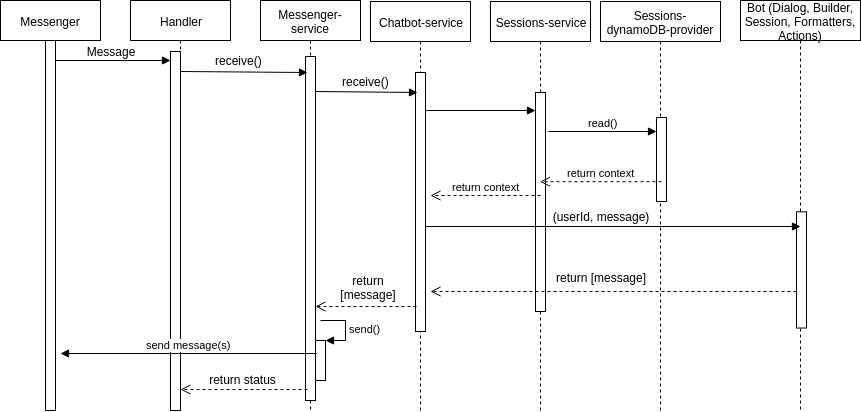 Messenger
Handler
Messenger-
service
Chatbot-service
Sessions-service
Sessions-
dynamoDB-provider
Bot (Dialog, Builder,
Session, Formatters,
Actions)
Message
receive()
receive()
read()
return context
return context
(userId, message)
return [message]
return
[message]
send()
send message(s)
return status